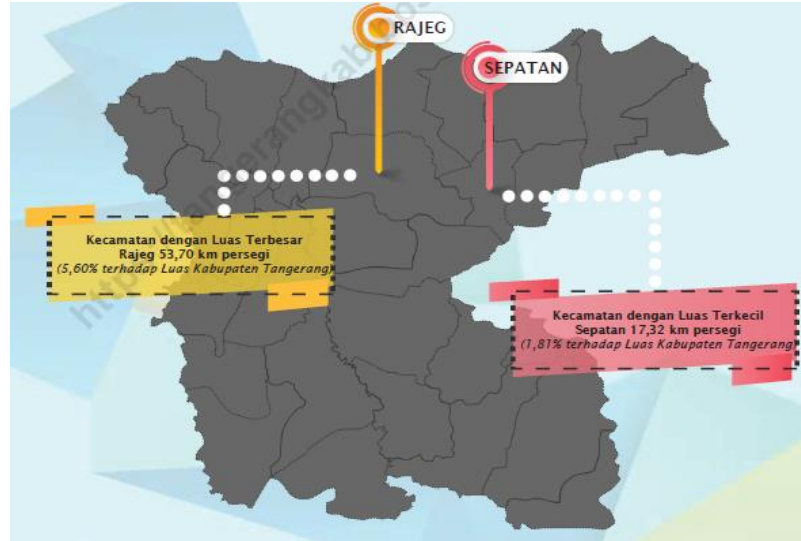 RAJEG
SEPATAN
Kecamatan dengan Luas Terbesar
Rajeg 53,70 km persegi
(5,60% terhadap Luas Kabupaten Tangerang)
Kecamatan dengan Luas Terkecil
Sepatan 17,32 km persegi
(1,81% terhadap Luas Kabupaten Tangerang)